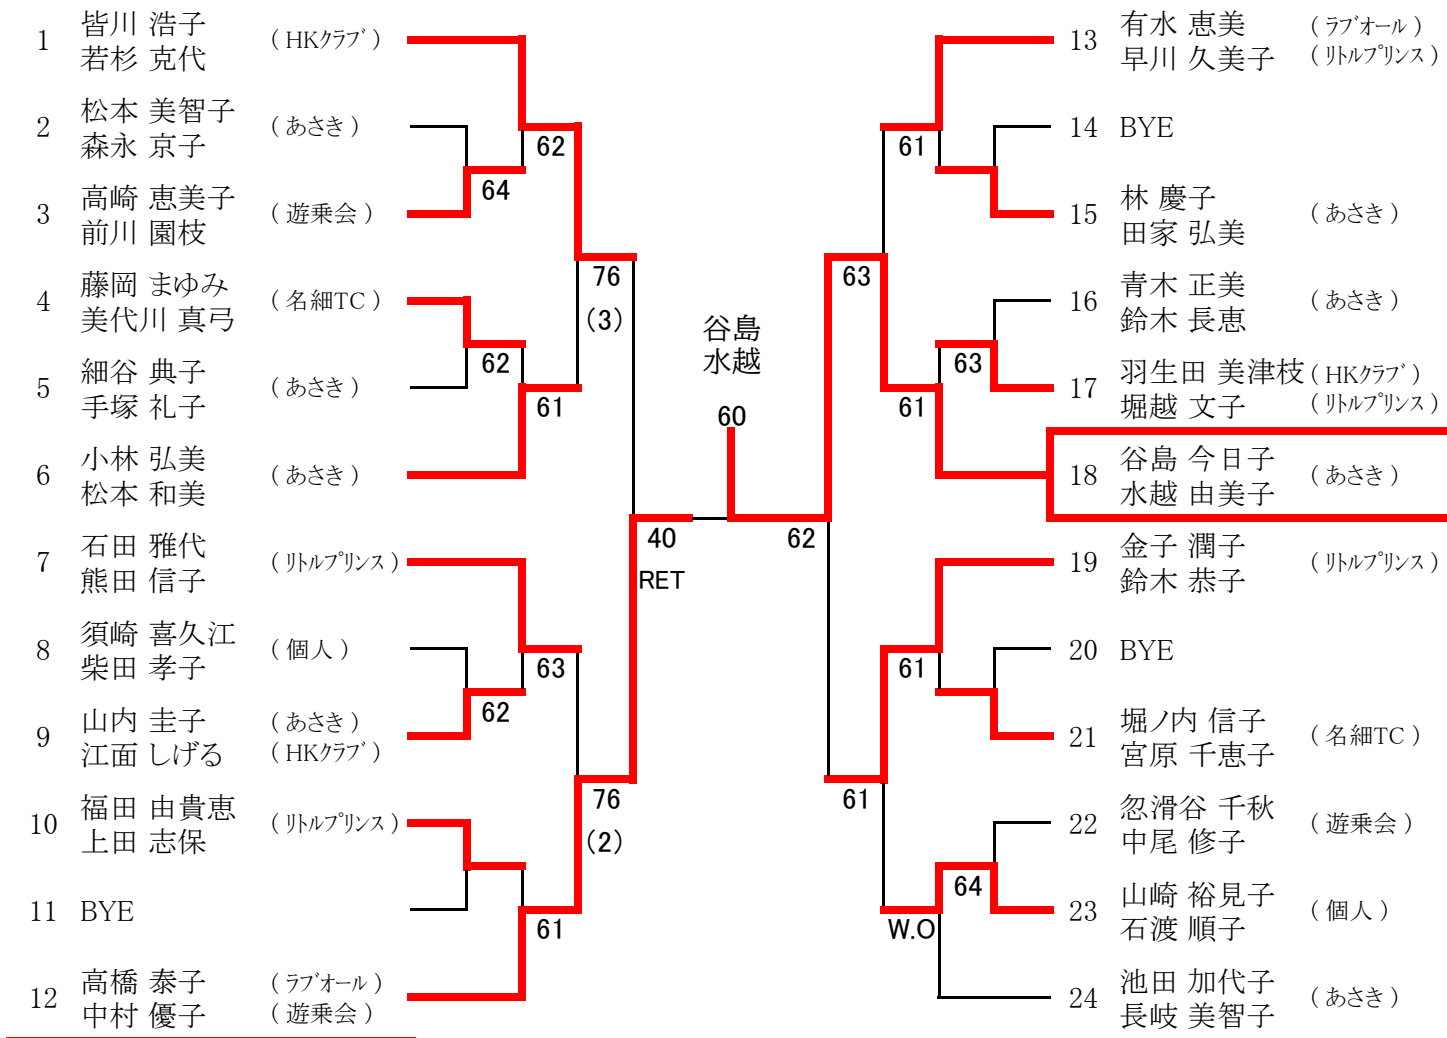 1 皆川 浩子 ( HKクラブ )
若杉 克代
2 松本 美智子 ( あさき )
森永 京子
3 高崎 恵美子 ( 遊乗会 )
前川 園枝
4 藤岡 まゆみ ( 名細TC )
美代川 真弓
5 細谷 典子 ( あさき )
手塚 礼子
6 小林 弘美 ( あさき )
松本 和美
7 石田 雅代 ( リトルプリンス )
熊田 信子
8 須崎 喜久江 ( 個人 )
柴田 孝子
9 山内 圭子 ( あさき )
江面 しげる ( HKクラブ )
10 福田 由貴恵 ( リトルプリンス )
上田 志保
11 BYE
12 高橋 泰子 ( ラブオール )
中村 優子 ( 遊乗会 )
64
62
62
63
62
61
61
76
(3)
76
(2)
40
RET
谷島
水越
60
62
63
61
61
61
61
W.O
63
64
13 有水 恵美 ( ラブオール )
早川 久美子 ( リトルプリンス )
14 BYE
15 林 慶子 ( あさき )
田家 弘美
16 青木 正美 ( あさき )
鈴木 長恵
17 羽生田 美津枝 ( HKクラブ )
堀越 文子 ( リトルプリンス )
18 谷島 今日子 ( あさき )
水越 由美子
19 金子 潤子 ( リトルプリンス )
鈴木 恭子
20 BYE
21 堀ノ内 信子 ( 名細TC )
宮原 千恵子
22 忽滑谷 千秋 ( 遊乗会 )
中尾 修子
23 山崎 裕見子 ( 個人 )
石渡 順子
24 池田 加代子 ( あさき )
長岐 美智子